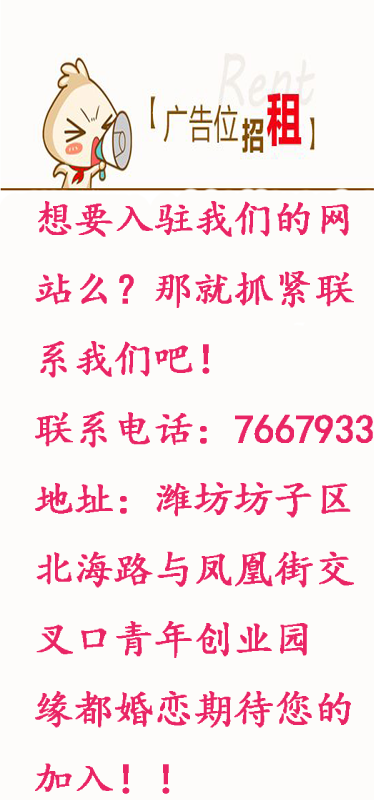 Rent
【广告位招租】
想要入驻我们的网
站么？那就抓紧联
系我们吧！
联系电话：7667933
地址：潍坊坊子区
北海路与凤凰街交
叉口青年创业园
缘都婚恋期待您的
加入！！